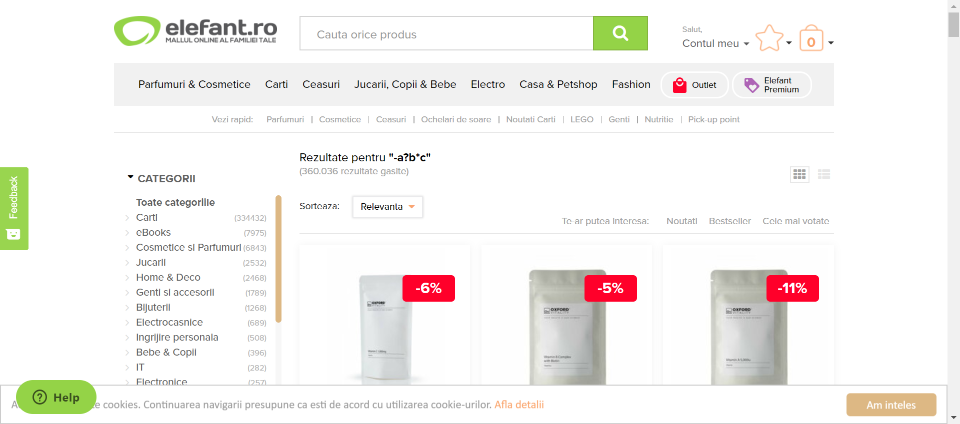 elefant.ro
MALLUL ONLINE AL FAMILIEI TALE
Cauta orice produs
Salut,
Contul meu
0
Parfumuri & Cosmetice Carti Ceasuri Jucarii, Copii & Bebe Electro Casa & Petshop Fashion Outlet Elefant Premium
Vezi rapid: Parfumuri | Cosmetice | Ceasuri | Ochelari de soare | Noutati Carti | LEGO | Genti | Nutritie | Pick-up point
Feedback
CATEGORII
Toate categoriile
Carti (334432)
eBooks (7975)
Cosmetice si Parfumuri (6843)
Jucarii (2532)
Home & Deco (2468)
Genti si accesorii (1789)
Bijuterii (1268)
Electrocasnice (689)
Ingrijire personala (508)
Bebe & Copii (396)
IT (282)
Electronice (257)
Rezultate pentru "-a?b*c"
(360.036 rezultate gasite)
Sorteaza: Relevanta
Te-ar putea interesa: Noutati Bestseller Cele mai votate
-6%
OXFORD
-5%
OXFORD
-11%
OXFORD
Help
te cookies. Continuarea navigarii presupune ca esti de acord cu utilizarea cookie-urilor. Afla detalii
Am inteles